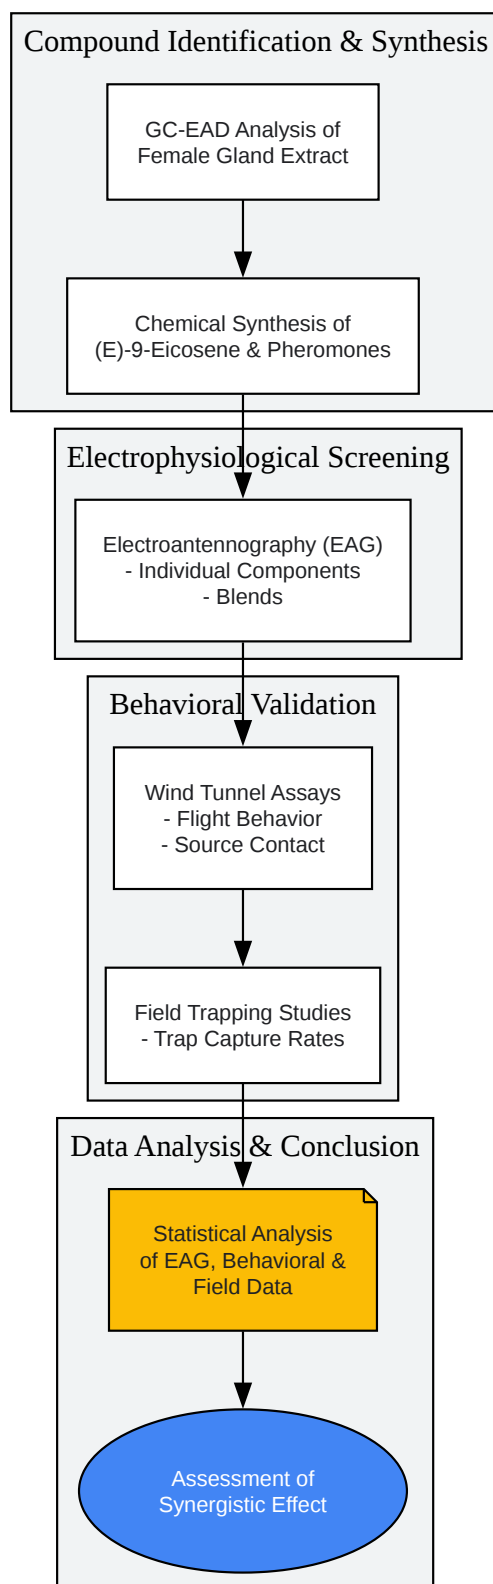 Compound Identification & Synthesis
GC-EAD Analysis of
Female Gland Extract
Chemical Synthesis of
(E)-9-Eicosene & Pheromones
Electrophysiological Screening
Electroantennography (EAG)
- Individual Components
- Blends
Behavioral Validation
Wind Tunnel Assays
- Flight Behavior
- Source Contact
Field Trapping Studies
- Trap Capture Rates
Data Analysis & Conclusion
Statistical Analysis
of EAG, Behavioral &
Field Data
Assessment of
Synergistic Effect